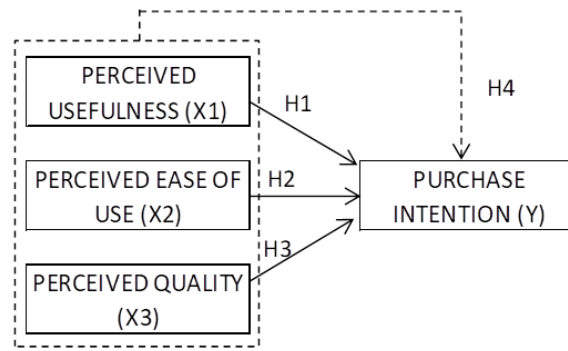 PERCEIVED
USEFULNESS (X1)
H1
H4
PERCEIVED EASE OF
USE (X2)
H2
PURCHASE
INTENTION (Y)
H3
PERCEIVED QUALITY
(X3)